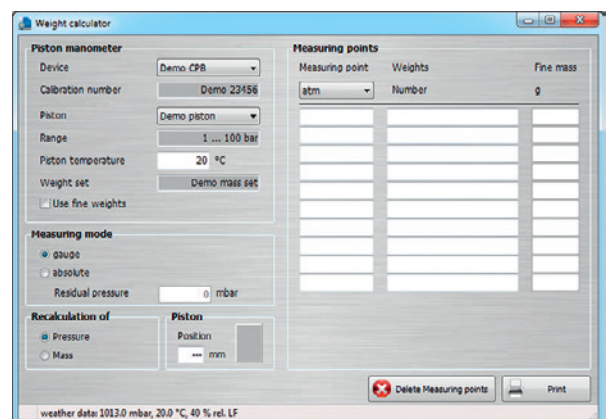 Weight calculator
Piston manometer
Device Demo CPB
Calibration number Demo 23456
Piston Demo piston
Range 1 ... 100 bar
Piston temperature 20 °C
Weight set Demo mass set
Use fine weights
Measuring mode
gauge
absolute
Residual pressure 0 mbar
Recalculation of
Pressure
Mass
Piston
Position
--- mm
Measuring points
Measuring point Weights Fine mass
atm Number g
Delete Measuring points Print
weather data: 1013.0 mbar, 20.0 °C, 40 % rel. LF